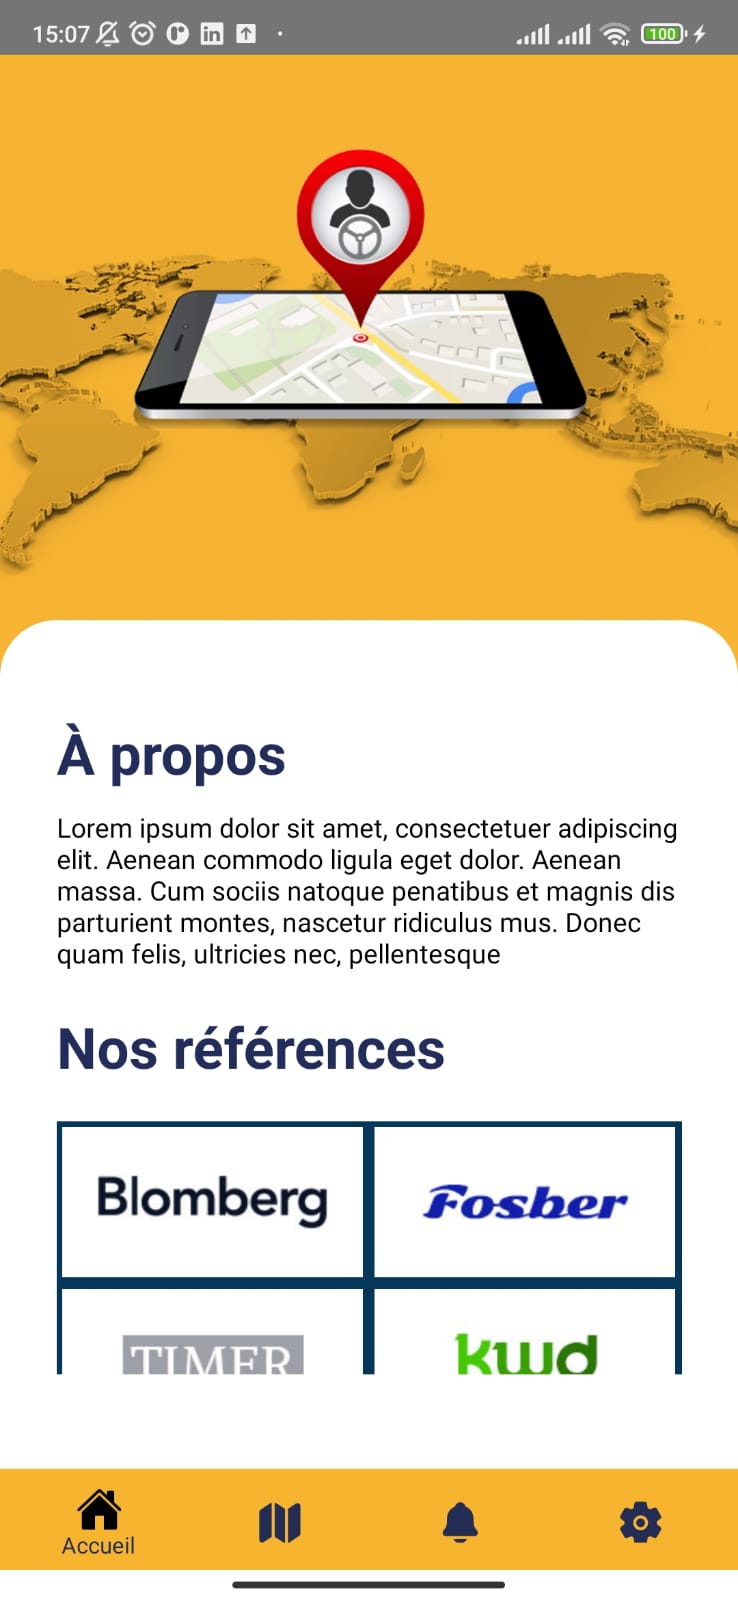 15:07
100
À propos
Lorem ipsum dolor sit amet, consectetuer adipiscing
elit. Aenean commodo ligula eget dolor. Aenean
massa. Cum sociis natoque penatibus et magnis dis
parturient montes, nascetur ridiculus mus. Donec
quam felis, ultricies nec, pellentesque
Nos références
Blomberg
Fosber
TIMER
kwd
Accueil